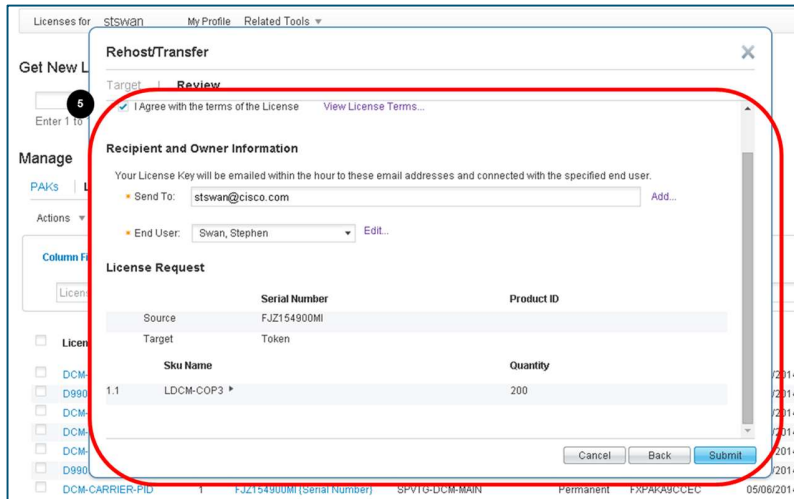 Licenses for stswan My Profile Related Tools
Get New L
Enter 1 to
Manage
PAKs | L
Actions
Column Fi
Licens
Licen
DCM-
D990
DCM-
DCM-
DCM-
D990
DCM-CARRIER-PID 1 FJZ154900MI (Serial Number) SPVTG-DCM-MAIN Permanent FXPAKA9CCEC 05/06/2014
5
Rehost/Transfer
Target | Review
I Agree with the terms of the License View License Terms...
Recipient and Owner Information
Your License Key will be emailed within the hour to these email addresses and connected with the specified end user.
* Send To: stswan@cisco.com Add...
* End User: Swan, Stephen Edit...
License Request
Serial Number Product ID
Source FJZ154900MI
Target Token
Sku Name Quantity
1.1 LDCM-COP3 200
Cancel Back Submit